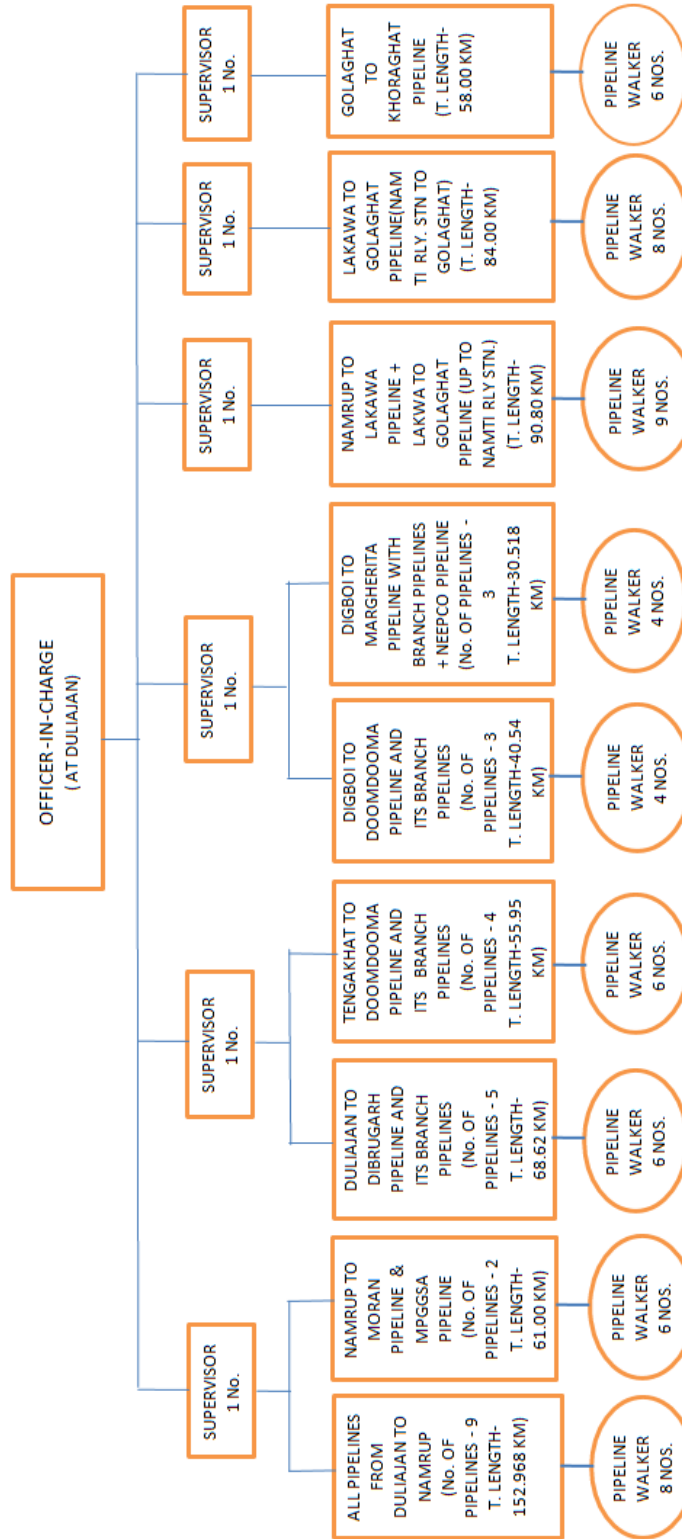 OFFICER-IN-CHARGE
( AT DULIAJAN)
SUPERVISOR
1 No.
SUPERVISOR
1 No.
SUPERVISOR
1 No.
SUPERVISOR
1 No.
SUPERVISOR
1 No.
SUPERVISOR
1 No.
ALL PIPELINES
FROM
DULIAJAN TO
NAMRUP
(No. OF
PIPELINES - 9
T. LENGTH-
152.968 KM)
NAMRUP TO
MORAN
PIPELINE &
MPGGSA
PIPELINE
(No. OF
PIPELINES - 2
T. LENGTH-
61.00 KM)
DULIAJAN TO
DIBRUGARH
PIPELINE AND
ITS BRANCH
PIPELINES
(No. OF
PIPELINES - 5
T. LENGTH-
68.62 KM)
TENGAKHAT TO
DOOMDOOMA
PIPELINE AND
ITS BRANCH
PIPELINES
(No. OF
PIPELINES - 4
T. LENGTH-55.95
KM)
DIGBOI TO
DOOMDOOMA
PIPELINE AND
ITS BRANCH
PIPELINES
(No. OF
PIPELINES - 3
T. LENGTH-40.54
KM)
DIGBOI TO
MARGHERITA
PIPELINE WITH
BRANCH PIPELINES
+ NEEPCO PIPELINE
(No. OF PIPELINES -
3
T. LENGTH-30.518
KM)
NAMRUP TO
LAKAWA
PIPELINE +
LAKWA TO
GOLAGHAT
PIPELINE (UP TO
NAMTI RLY STN.)
(T. LENGTH-
90.80 KM)
LAKAWA TO
GOLAGHAT
PIPELINE(NAM
TI RLY. STN TO
GOLAGHAT)
(T. LENGTH-
84.00 KM)
GOLAGHAT
TO
KHORAGHAT
PIPELINE
(T. LENGTH-
58.00 KM)
PIPELINE
WALKER
8 NOS.
PIPELINE
WALKER
6 NOS.
PIPELINE
WALKER
6 NOS.
PIPELINE
WALKER
6 NOS.
PIPELINE
WALKER
4 NOS.
PIPELINE
WALKER
4 NOS.
PIPELINE
WALKER
9 NOS.
PIPELINE
WALKER
8 NOS.
PIPELINE
WALKER
6 NOS.